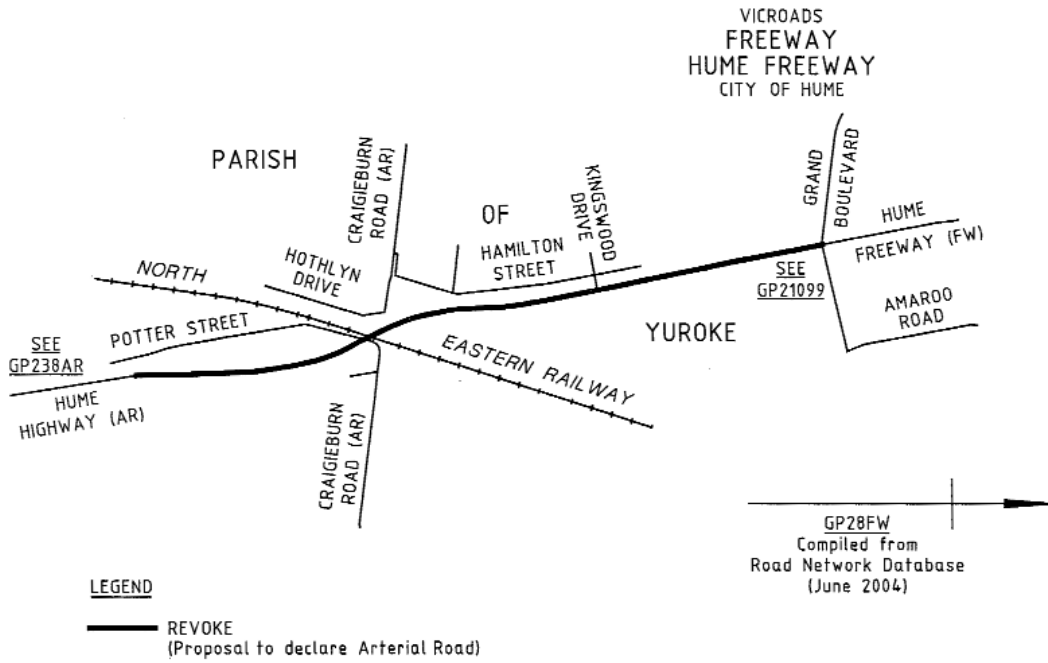 VICROADS
FREEWAY
HUME FREEWAY
CITY OF HUME
PARISH
CRAIGIEBURN
ROAD (AR)
OF
KINGSWOOD
DRIVE
GRAND
BOULEVARD
HUME
FREEWAY (FW)
HOTHLYN
DRIVE
HAMILTON
STREET
NORTH
SEE
GP21099
AMAROO
ROAD
POTTER STREET
YUROKE
SEE
GP238AR
EASTERN RAILWAY
HUME
HIGHWAY (AR)
CRAIGIEBURN
ROAD (AR)
GP28FW
Compiled from
Road Network Database
(June 2004)
LEGEND
REVOKE
(Proposal to declare Arterial Road)